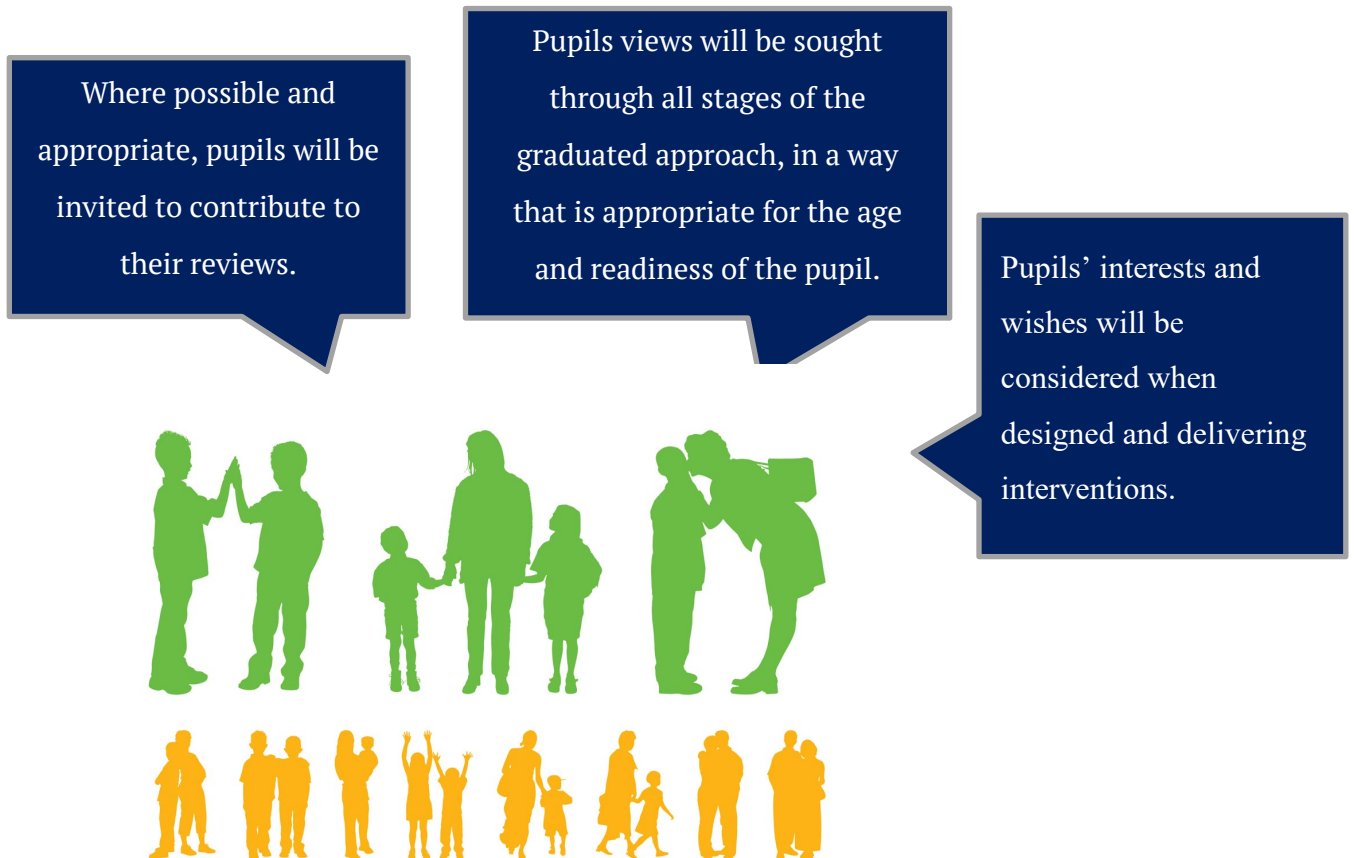 Where possible and
appropriate, pupils will be
invited to contribute to
their reviews.
Pupils views will be sought
through all stages of the
graduated approach, in a way
that is appropriate for the age
and readiness of the pupil.
Pupils’ interests and
wishes will be
considered when
designed and delivering
interventions.